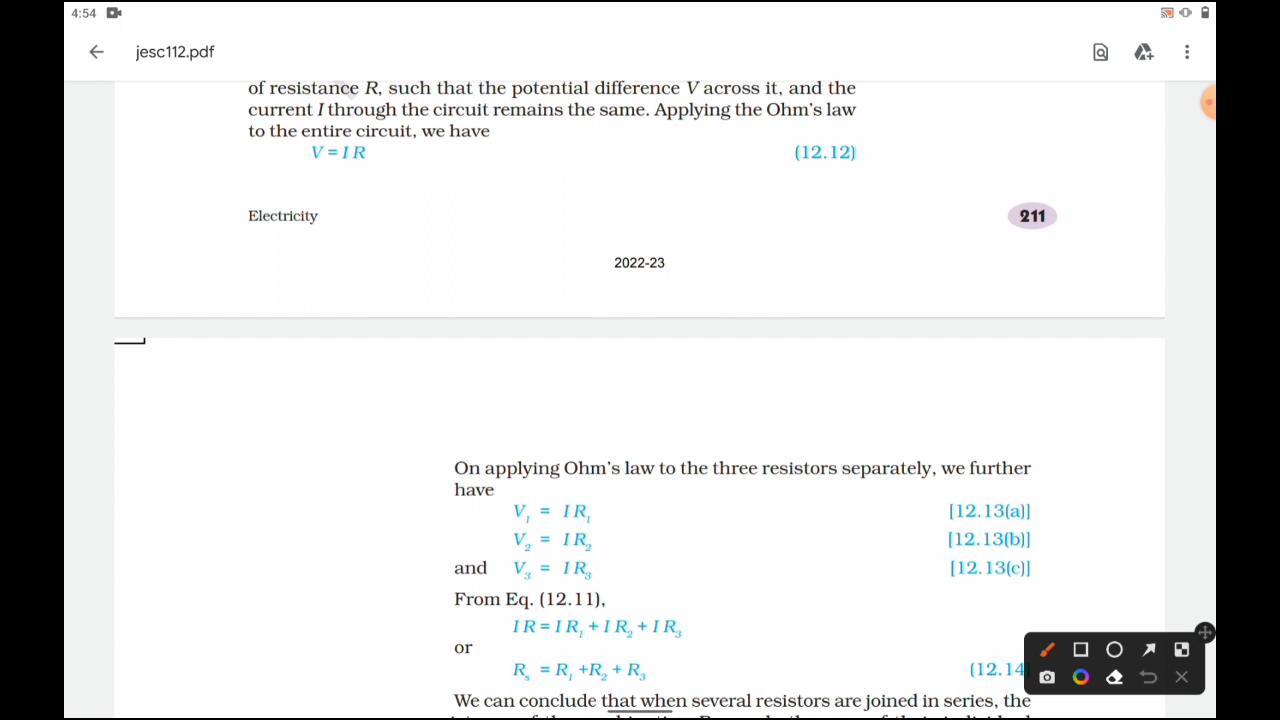 4:54
jesc112.pdf
of resistance R, such that the potential difference V across it, and the
current I through the circuit remains the same. Applying the Ohm's law
to the entire circuit, we have
V = I R (12.12)
Electricity 211
2022-23
On applying Ohm's law to the three resistors separately, we further
have
V₁ = I R₁ [12.13(a)]
V₂ = I R₂ [12.13(b)]
and V₃ = I R₃ [12.13(c)]
From Eq. (12.11),
I R = I R₁ + I R₂ + I R₃
or
Rₛ = R₁ +R₂ + R₃ (12.14
We can conclude that when several resistors are joined in series, the